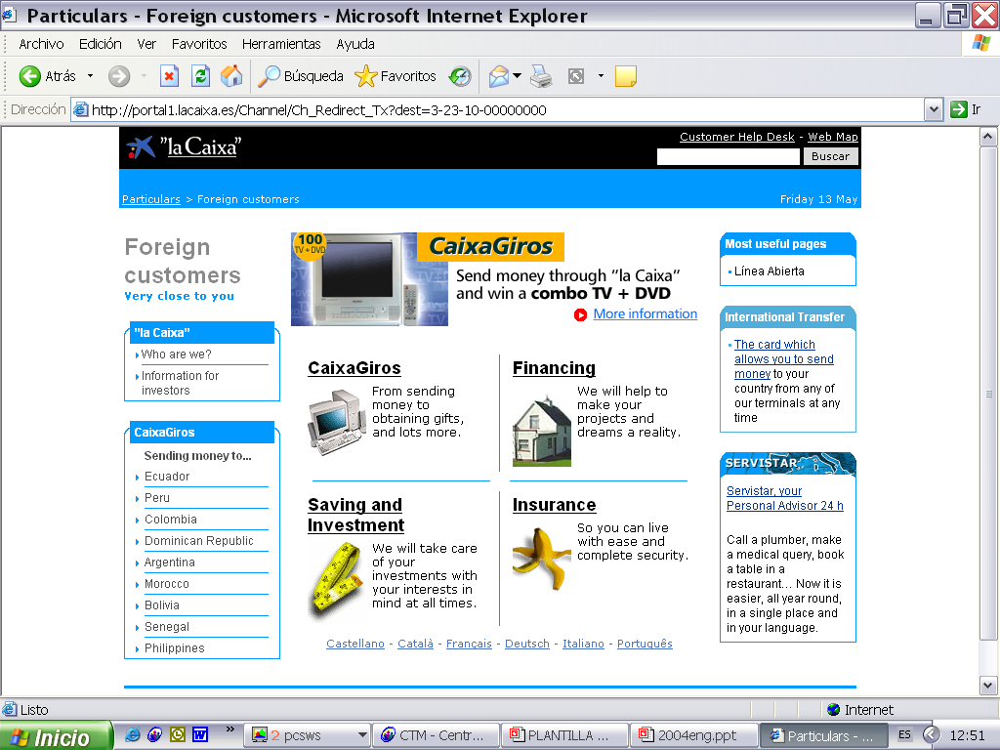 Particulars - Foreign customers - Microsoft Internet Explorer
Archivo Edición Ver Favoritos Herramientas Ayuda
Atrás Búsqueda Favoritos
Dirección http://portal1.lacaixa.es/Channel/Ch_Redirect_Tx?dest=3-23-10-00000000 Ir
"la Caixa"
Customer Help Desk - Web Map
Buscar
Particulars > Foreign customers
Friday 13 May
Foreign
customers
Very close to you
"la Caixa"
Who are we?
Information for
investors
CaixaGiros
Sending money to...
Ecuador
Peru
Colombia
Dominican Republic
Argentina
Morocco
Bolivia
Senegal
Philippines
100
TV+DVD
CaixaGiros
Send money through "la Caixa"
and win a combo TV + DVD
More information
CaixaGiros
From sending
money to
obtaining gifts,
and lots more.
Financing
We will help to
make your
projects and
dreams a reality.
Saving and
Investment
We will take care
of your
investments with
your interests in
mind at all times.
Insurance
So you can live
with ease and
complete security.
Castellano - Català - Français - Deutsch - Italiano - Português
Most useful pages
Línea Abierta
International Transfer
The card which
allows you to send
money to your
country from any of
our terminals at any
time
SERVISTAR
Servistar, your
Personal Advisor 24 h
Call a plumber, make
a medical query, book
a table in a
restaurant... Now it is
easier, all year round,
in a single place and
in your language.
Listo
Internet
Inicio » 2 pcsws CTM - Centr... PLANTILLA 2004eng.ppt Particulars - ... ES 12:51